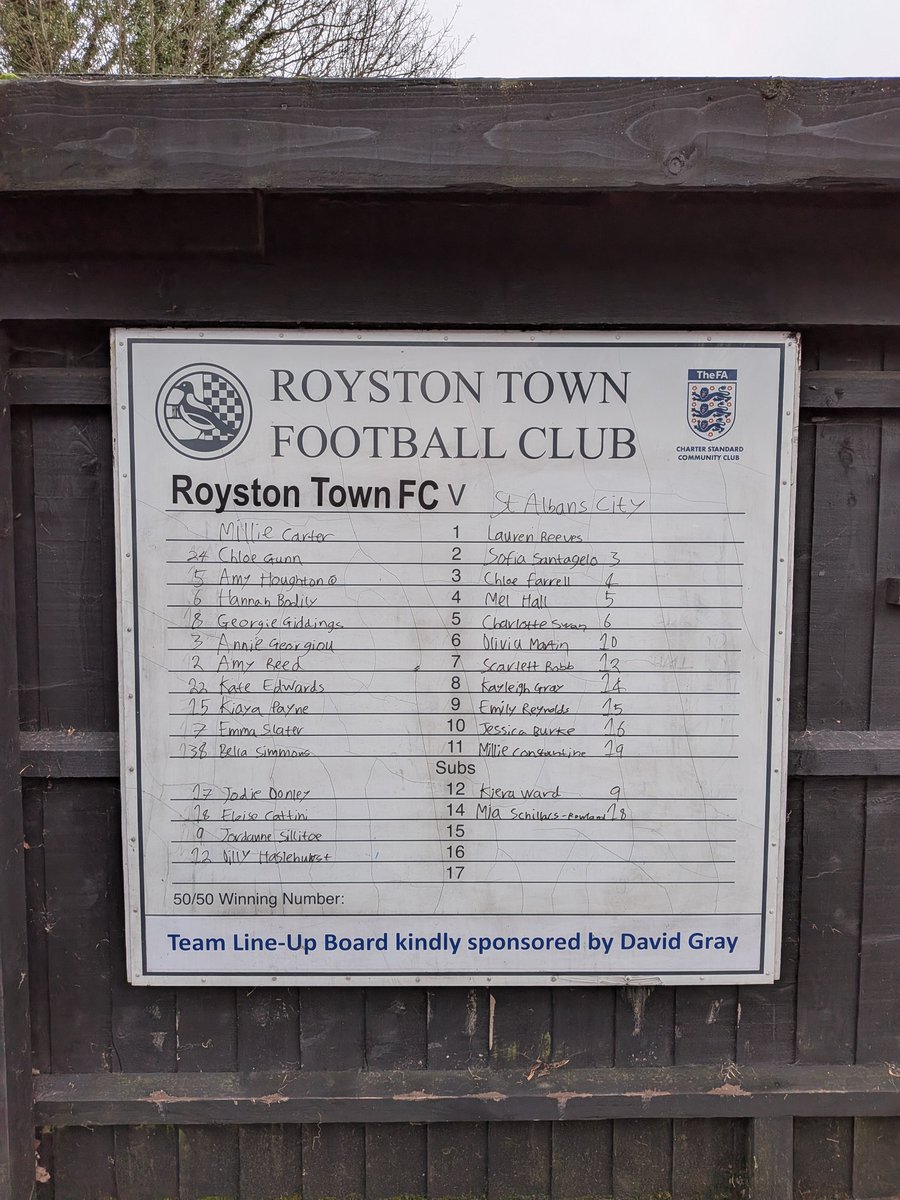 ROYSTON TOWN
FOOTBALL CLUB
TheFA
CHARTER STANDARD
COMMUNITY CLUB
Royston Town FC V St Albans City
Millie Carter 1 Lauren Reeves
24 Chloe Gunn 2 Sofia Santagelo 3
5 Amy Houghton © 3 Chloe Farrell 4
6 Hannah Bodily 4 Mel Hall 5
18 Georgie Giddings 5 Charlotte Swan 6
3 Annie Georgiou 6 Olivia Martin 10
2 Amy Reed 7 Scarlett Robb 13
22 Kate Edwards 8 Kayleigh Gray 14
15 Kiaya Payne 9 Emily Reynolds 15
7 Emma Slater 10 Jessica Burke 16
38 Bella Simmons 11 Millie Constantine 19
Subs
17 Jodie Donley 12 Kiera Ward 9
18 Eloise Cattini 14 Mia Schillars-Rowland 18
9 Jordanne Sillitoe 15
12 Dilly Haslehurst 16
17
50/50 Winning Number:
Team Line-Up Board kindly sponsored by David Gray